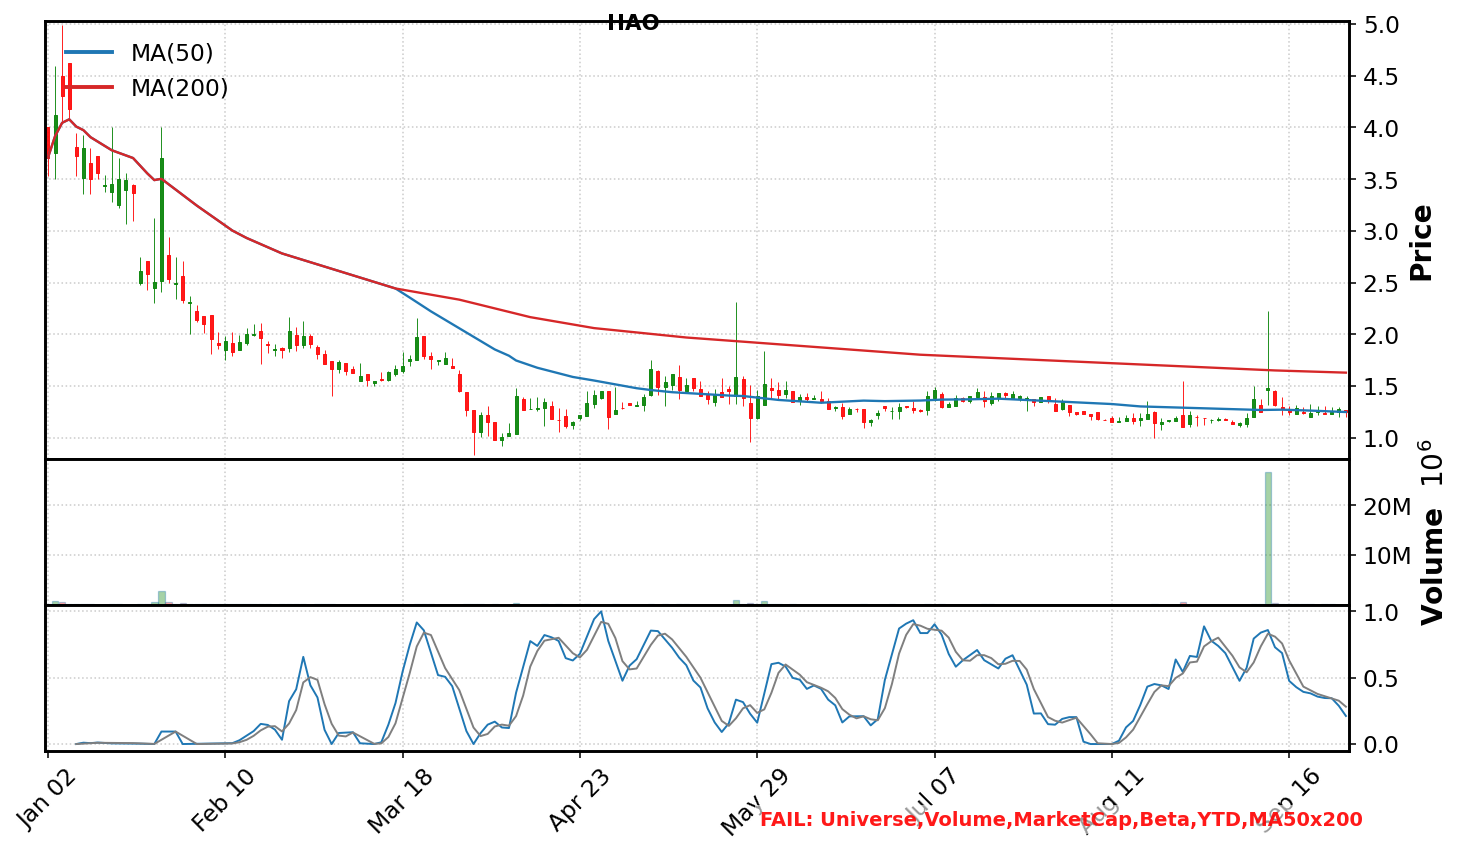 HAO
MA(50)
MA(200)
5.0
4.5
4.0
3.5
3.0
2.5
2.0
1.5
1.0
Price
20M
10M
Volume 10^6
1.0
0.5
0.0
Jan 02
Feb 10
Mar 18
Apr 23
May 29
Jul 07
Aug 11
Sep 16
FAIL: Universe,Volume,MarketCap,Beta,YTD,MA50x200